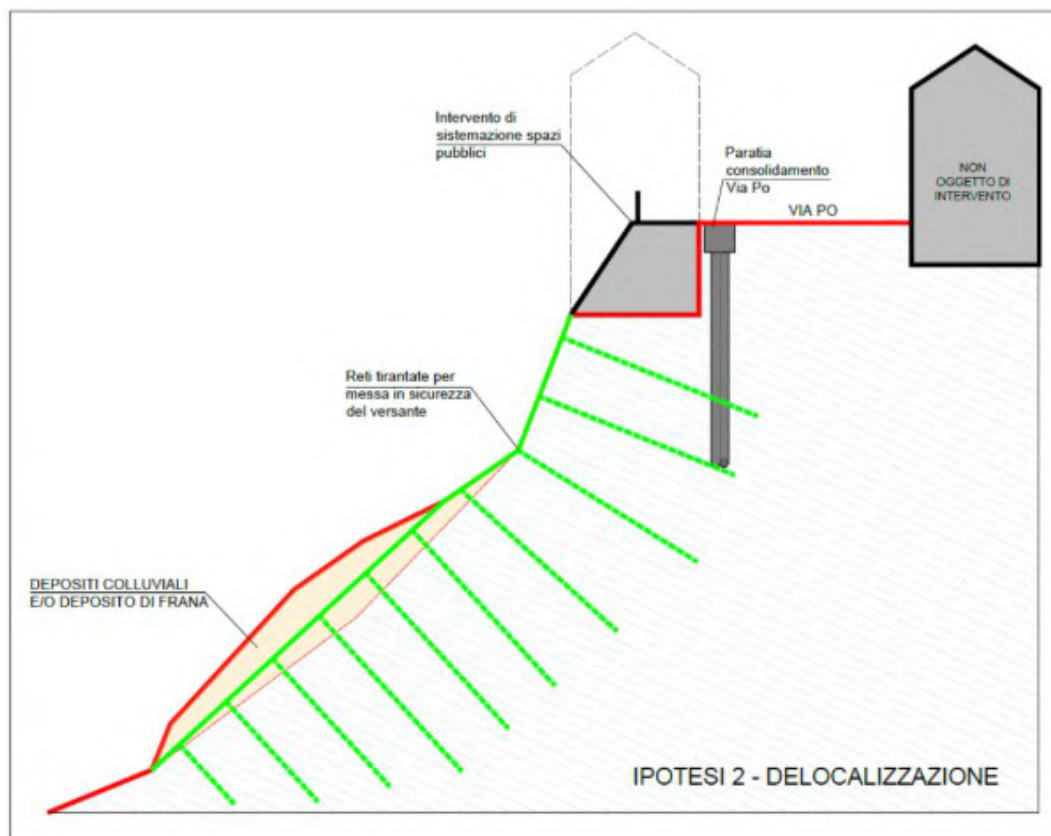 Intervento di
sistemazione spazi
pubblici
Paratia
consolidamento
Via Po
NON
OGGETTO DI
INTERVENTO
VIA PO
Reti tirantate per
messa in sicurezza
del versante
DEPOSITI COLLUVIALI
E/O DEPOSITO DI FRANA
IPOTESI 2 - DELOCALIZZAZIONE